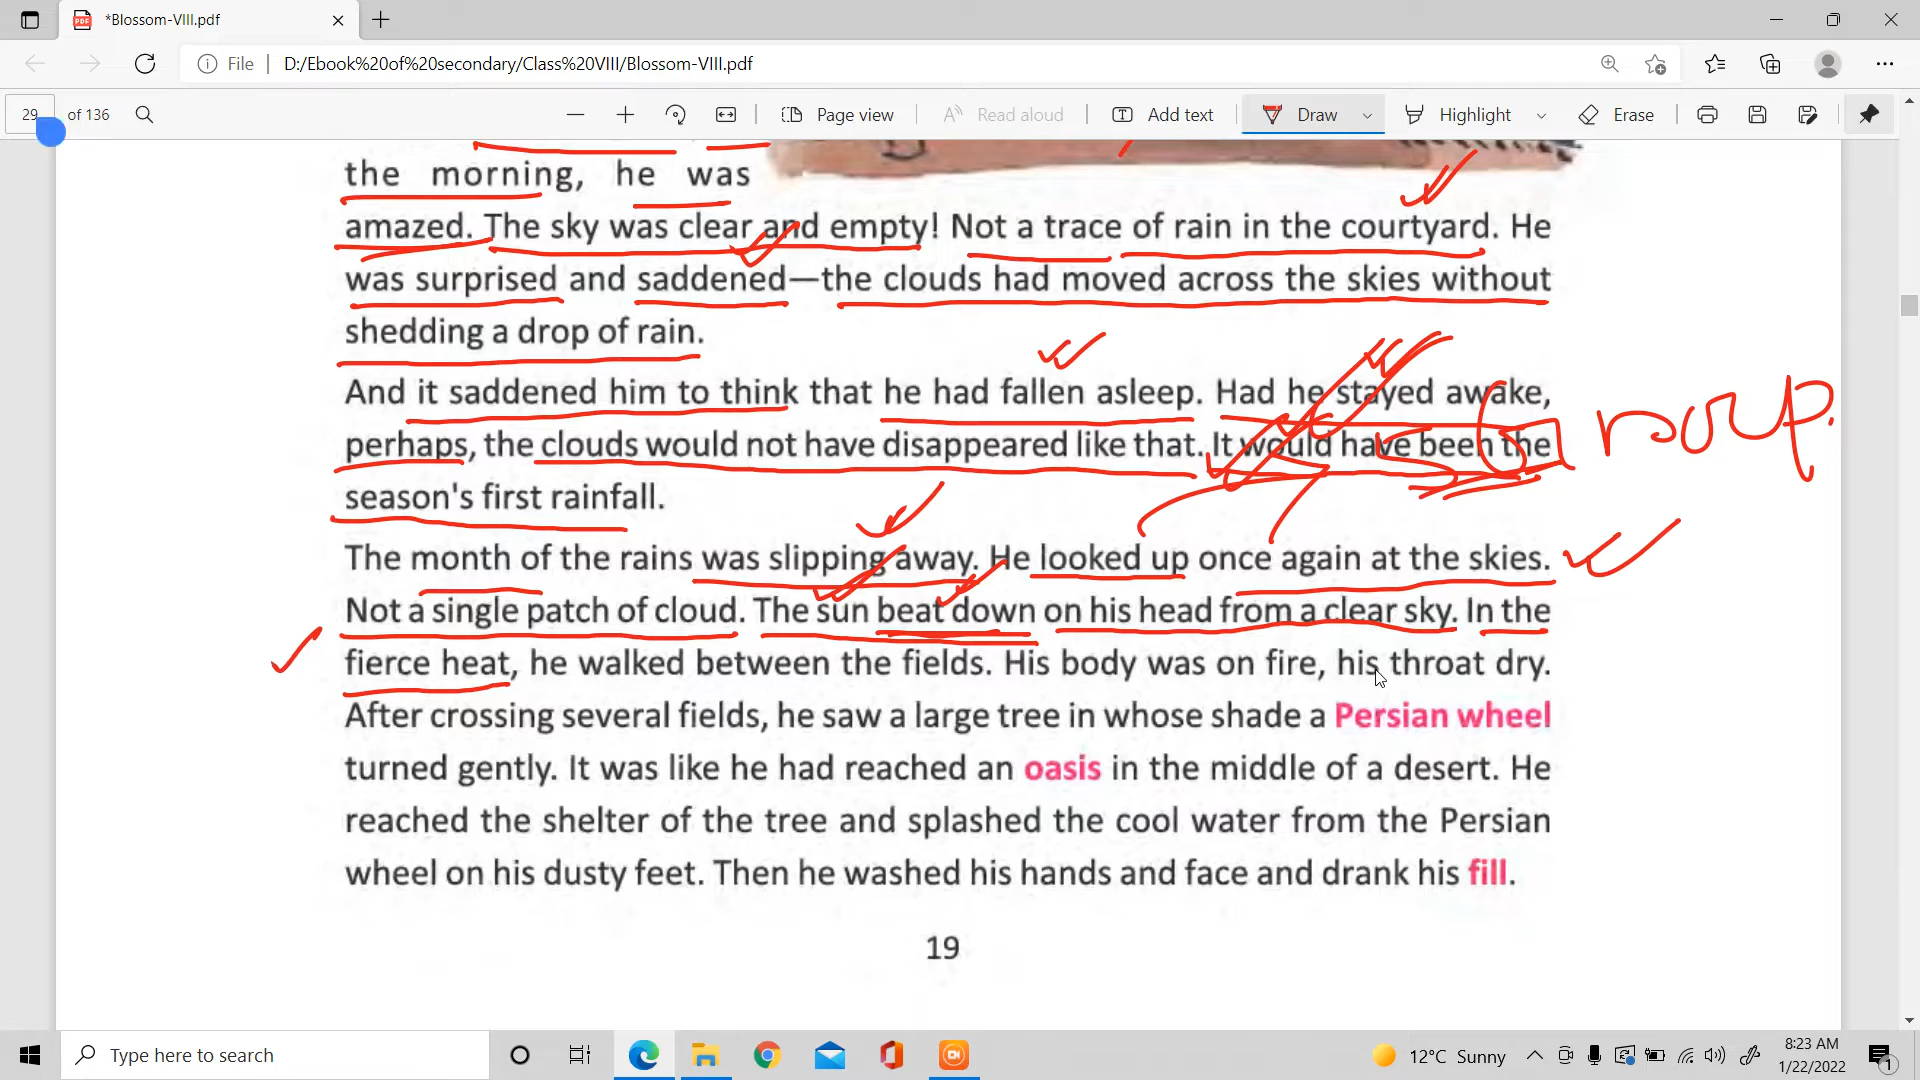 *Blossom-VIII.pdf
File
D:/Ebook%20of%20secondary/Class%20VIII/Blossom-VIII.pdf
29 of 136
Page view
Read aloud
Add text
Draw
Highlight
Erase
the morning, he was
amazed. The sky was clear and empty! Not a trace of rain in the courtyard. He
was surprised and saddened—the clouds had moved across the skies without
shedding a drop of rain.
And it saddened him to think that he had fallen asleep. Had he stayed awake,
perhaps, the clouds would not have disappeared like that. It would have been the
season's first rainfall.
The month of the rains was slipping away. He looked up once again at the skies.
Not a single patch of cloud. The sun beat down on his head from a clear sky. In the
fierce heat, he walked between the fields. His body was on fire, his throat dry.
After crossing several fields, he saw a large tree in whose shade a Persian wheel
turned gently. It was like he had reached an oasis in the middle of a desert. He
reached the shelter of the tree and splashed the cool water from the Persian
wheel on his dusty feet. Then he washed his hands and face and drank his fill.
19
Type here to search
12°C Sunny
8:23 AM
1/22/2022
1